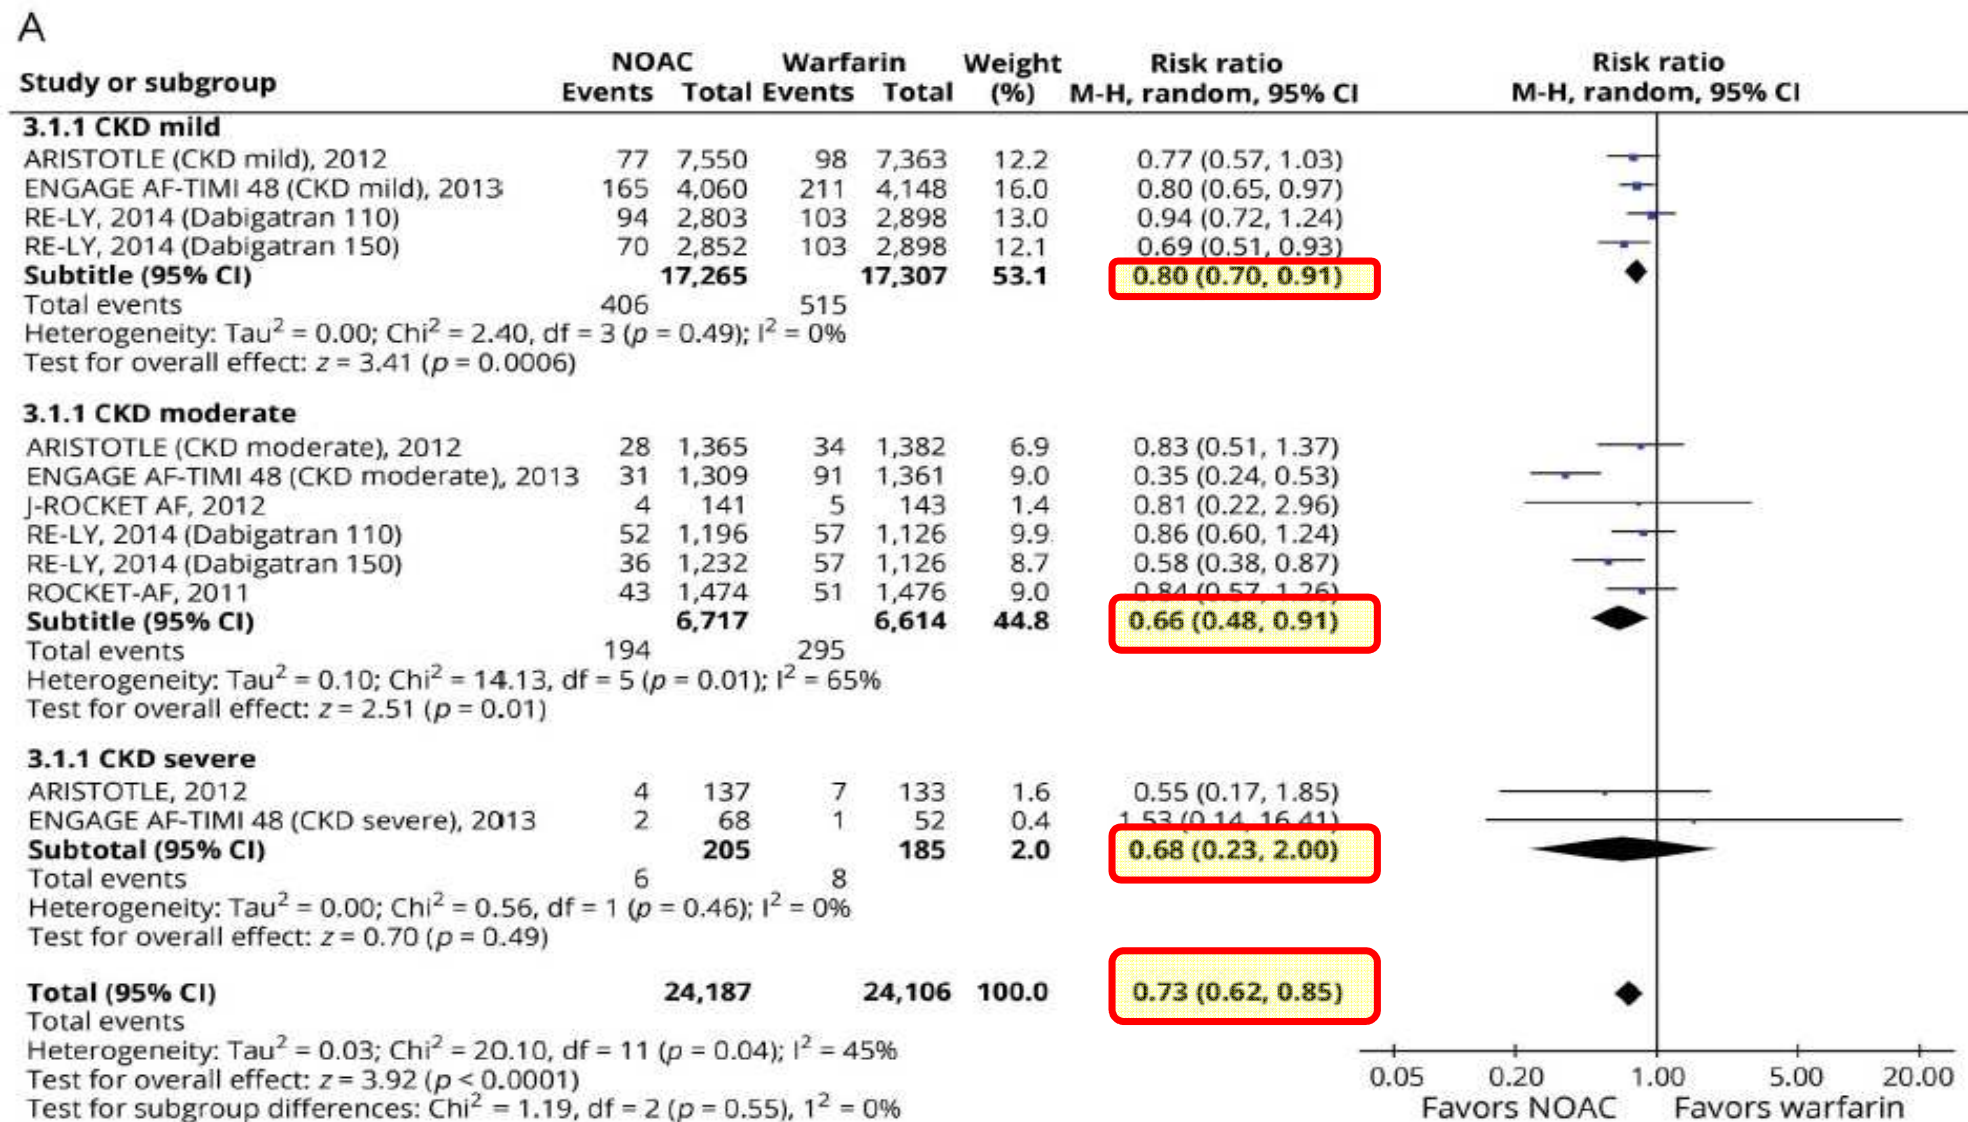 A
NOAC Warfarin Weight Risk ratio Risk ratio
Study or subgroup Events Total Events Total (%) M-H, random, 95% CI M-H, random, 95% CI
3.1.1 CKD mild
ARISTOTLE (CKD mild), 2012 77 7,550 98 7,363 12.2 0.77 (0.57, 1.03)
ENGAGE AF-TIMI 48 (CKD mild), 2013 165 4,060 211 4,148 16.0 0.80 (0.65, 0.97)
RE-LY, 2014 (Dabigatran 110) 94 2,803 103 2,898 13.0 0.94 (0.72, 1.24)
RE-LY, 2014 (Dabigatran 150) 70 2,852 103 2,898 12.1 0.69 (0.51, 0.93)
Subtitle (95% CI) 17,265 17,307 53.1 0.80 (0.70, 0.91)
Total events 406 515
Heterogeneity: Tau² = 0.00; Chi² = 2.40, df = 3 (p = 0.49); I² = 0%
Test for overall effect: z = 3.41 (p = 0.0006)
3.1.1 CKD moderate
ARISTOTLE (CKD moderate), 2012 28 1,365 34 1,382 6.9 0.83 (0.51, 1.37)
ENGAGE AF-TIMI 48 (CKD moderate), 2013 31 1,309 91 1,361 9.0 0.35 (0.24, 0.53)
J-ROCKET AF, 2012 4 141 5 143 1.4 0.81 (0.22, 2.96)
RE-LY, 2014 (Dabigatran 110) 52 1,196 57 1,126 9.9 0.86 (0.60, 1.24)
RE-LY, 2014 (Dabigatran 150) 36 1,232 57 1,126 8.7 0.58 (0.38, 0.87)
ROCKET-AF, 2011 43 1,474 51 1,476 9.0 0.84 (0.57, 1.26)
Subtitle (95% CI) 6,717 6,614 44.8 0.66 (0.48, 0.91)
Total events 194 295
Heterogeneity: Tau² = 0.10; Chi² = 14.13, df = 5 (p = 0.01); I² = 65%
Test for overall effect: z = 2.51 (p = 0.01)
3.1.1 CKD severe
ARISTOTLE, 2012 4 137 7 133 1.6 0.55 (0.17, 1.85)
ENGAGE AF-TIMI 48 (CKD severe), 2013 2 68 1 52 0.4 1.53 (0.14, 16.41)
Subtotal (95% CI) 205 185 2.0 0.68 (0.23, 2.00)
Total events 6 8
Heterogeneity: Tau² = 0.00; Chi² = 0.56, df = 1 (p = 0.46); I² = 0%
Test for overall effect: z = 0.70 (p = 0.49)
Total (95% CI) 24,187 24,106 100.0 0.73 (0.62, 0.85)
Total events
Heterogeneity: Tau² = 0.03; Chi² = 20.10, df = 11 (p = 0.04); I² = 45%
Test for overall effect: z = 3.92 (p < 0.0001)
Test for subgroup differences: Chi² = 1.19, df = 2 (p = 0.55), 1² = 0%
0.05 0.20 1.00 5.00 20.00
Favors NOAC Favors warfarin